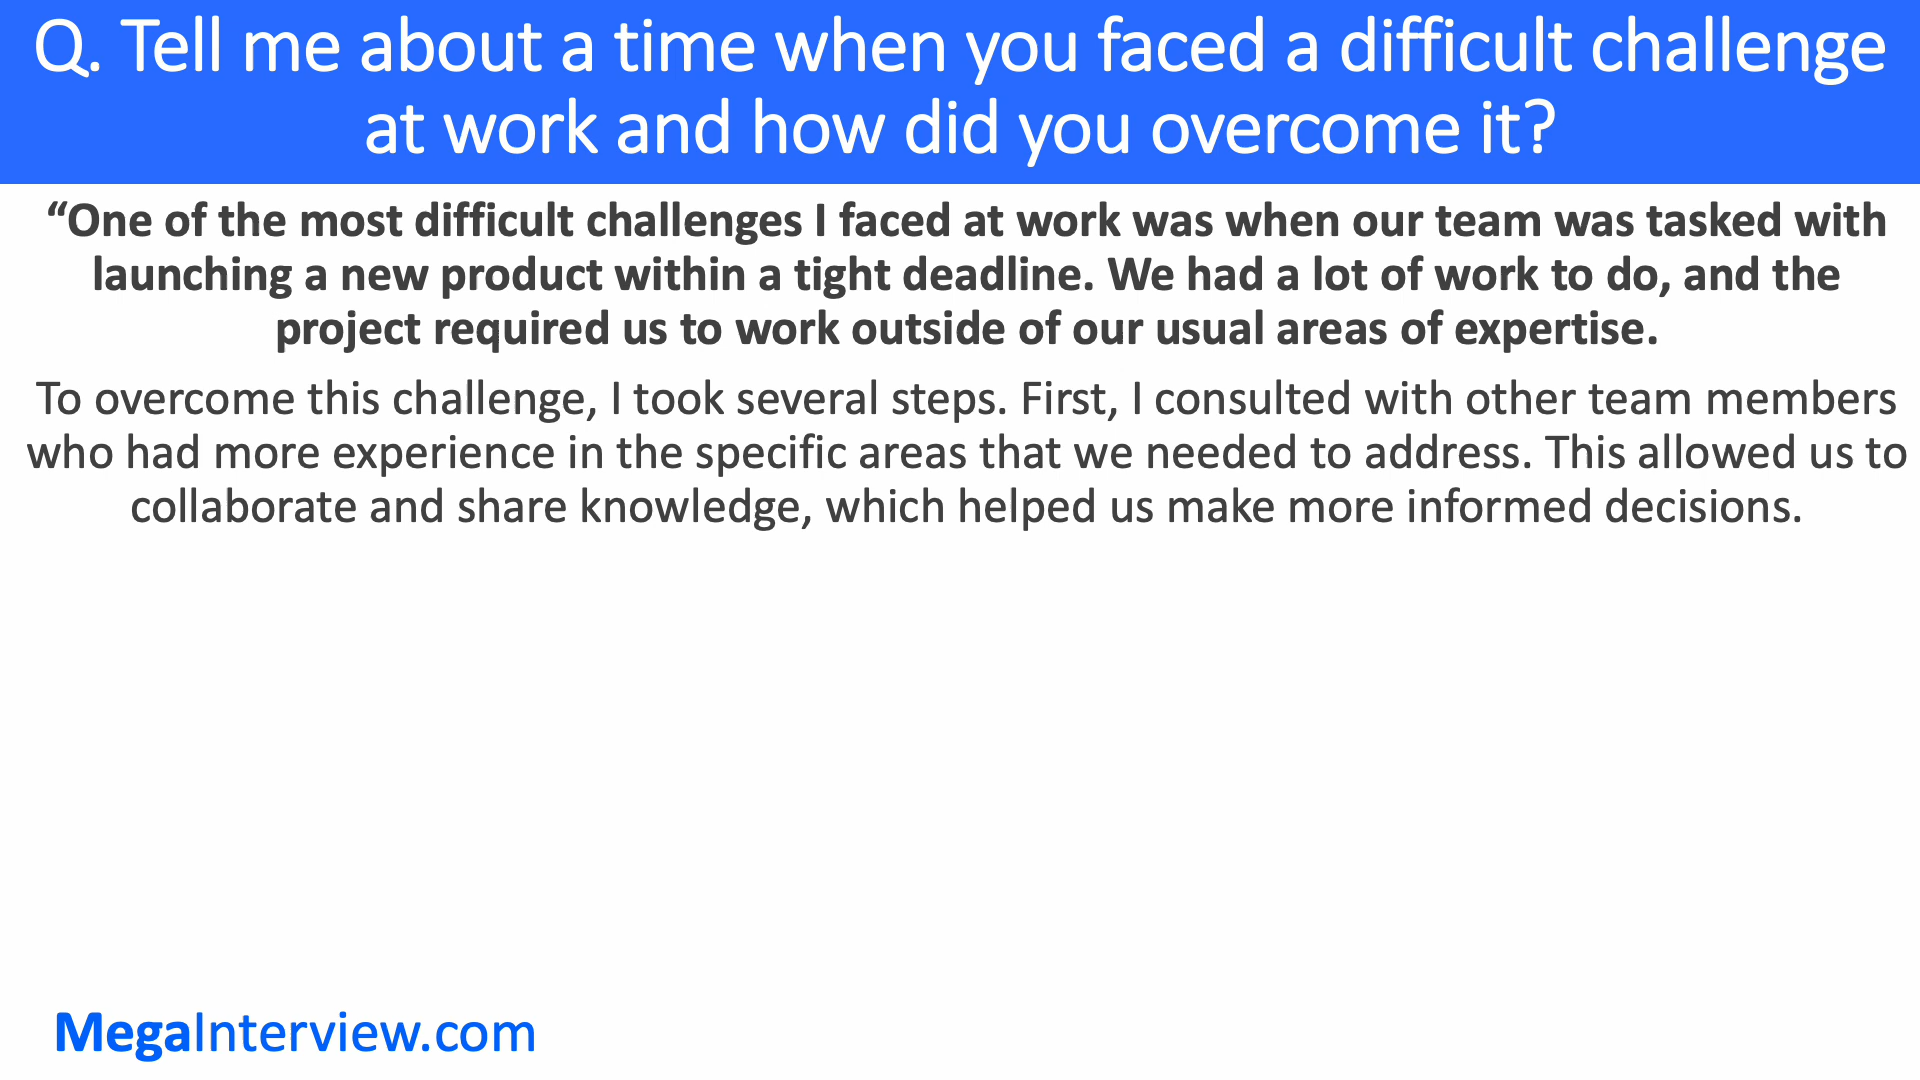 Q. Tell me about a time when you faced a difficult challenge
at work and how did you overcome it?
“One of the most difficult challenges I faced at work was when our team was tasked with
launching a new product within a tight deadline. We had a lot of work to do, and the
project required us to work outside of our usual areas of expertise.
To overcome this challenge, I took several steps. First, I consulted with other team members
who had more experience in the specific areas that we needed to address. This allowed us to
collaborate and share knowledge, which helped us make more informed decisions.
MegaInterview.com